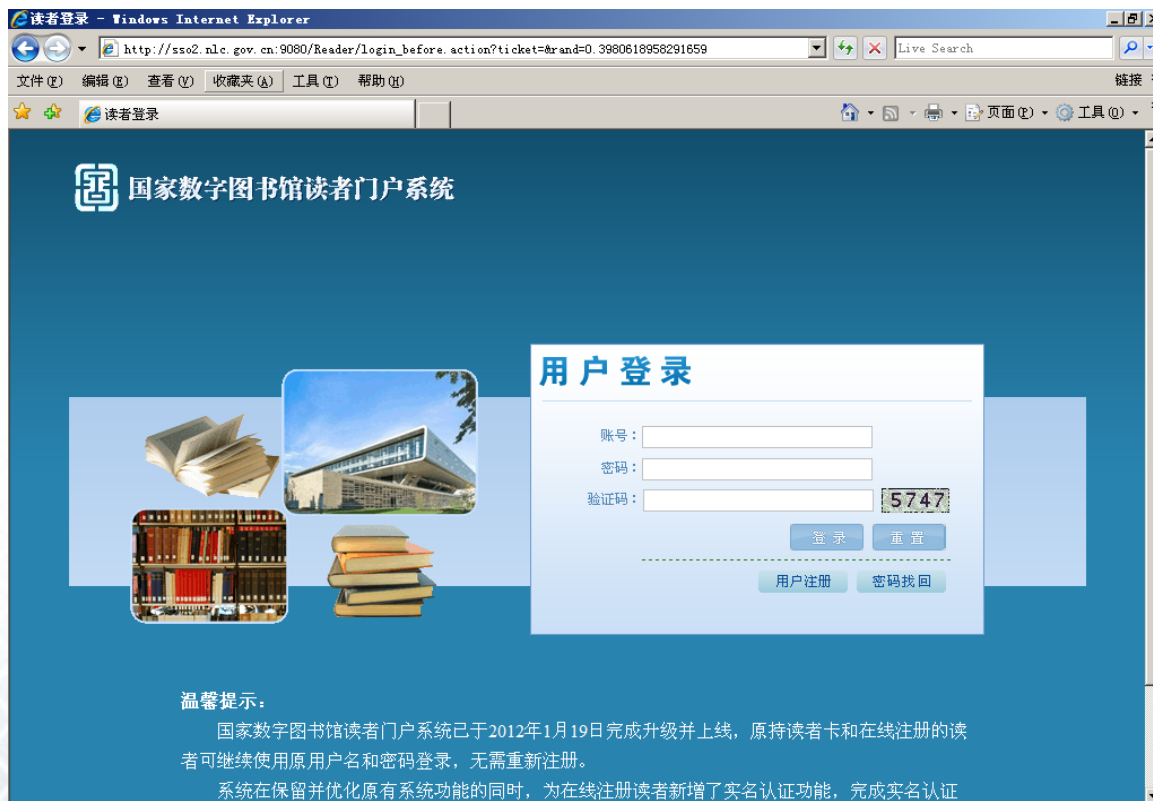 读者登录 - Windows Internet Explorer
http://sso2.nlc.gov.cn:9080/Reader/login_before.action?ticket=&rand=0.3980618958291659
Live Search
文件(F) 编辑(E) 查看(V) 收藏夹(A) 工具(T) 帮助(H) 链接
读者登录 页面(P) 工具(O)
国家数字图书馆读者门户系统
用户登录
账号:
密码:
验证码: 5747
登 录 重 置
用户注册 密码找回
温馨提示:
国家数字图书馆读者门户系统已于2012年1月19日完成升级并上线，原持读者卡和在线注册的读
者可继续使用原用户名和密码登录，无需重新注册。
系统在保留并优化原有系统功能的同时，为在线注册读者新增了实名认证功能，完成实名认证